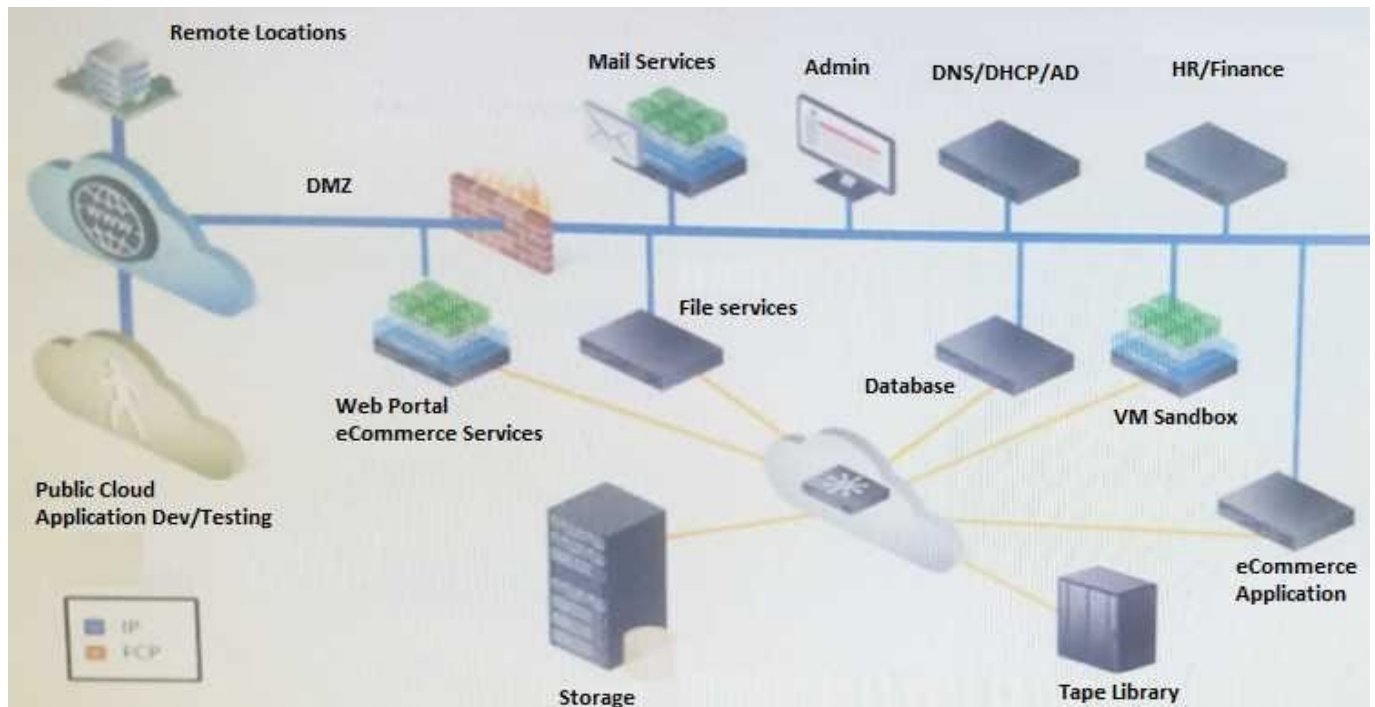 Remote Locations
Mail Services
Admin
DNS/DHCP/AD
HR/Finance
DMZ
File services
Database
VM Sandbox
Web Portal
eCommerce Services
Public Cloud
Application Dev/Testing
eCommerce
Application
IP
FCP
Storage
Tape Library